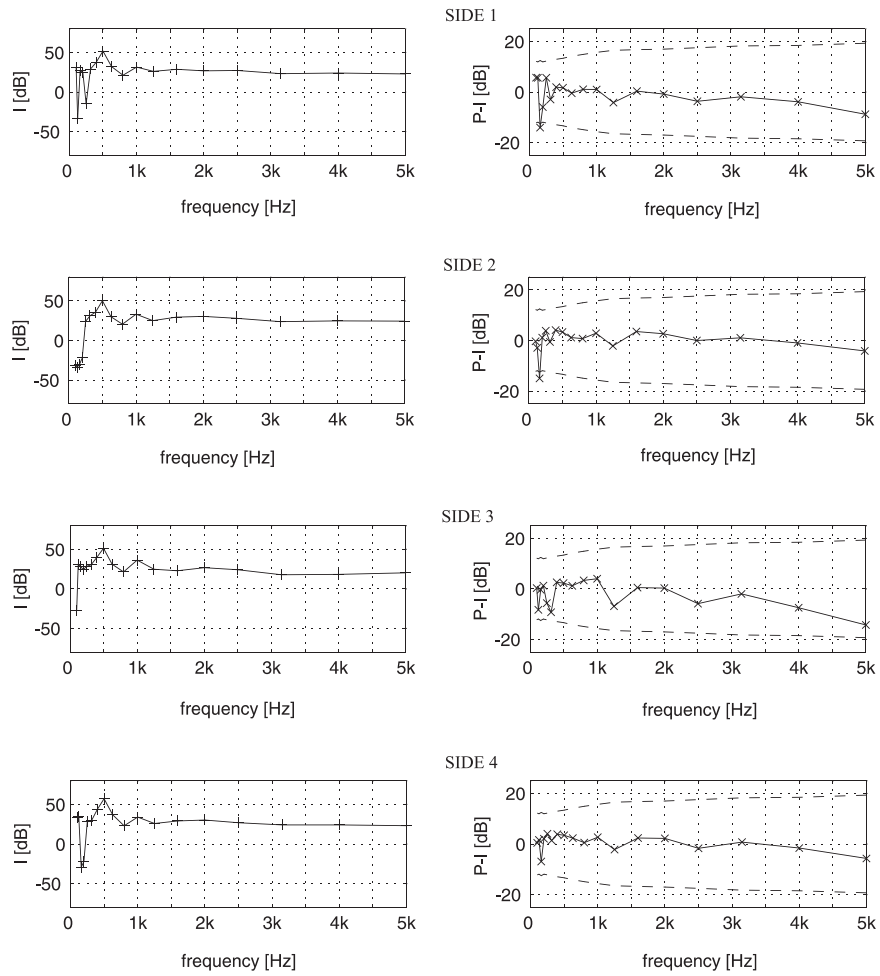 SIDE 1
I [dB]
50
0
-50
0 1k 2k 3k 4k 5k
frequency [Hz]
P-I [dB]
20
0
-20
0 1k 2k 3k 4k 5k
frequency [Hz]
SIDE 2
I [dB]
50
0
-50
0 1k 2k 3k 4k 5k
frequency [Hz]
P-I [dB]
20
0
-20
0 1k 2k 3k 4k 5k
frequency [Hz]
SIDE 3
I [dB]
50
0
-50
0 1k 2k 3k 4k 5k
frequency [Hz]
P-I [dB]
20
0
-20
0 1k 2k 3k 4k 5k
frequency [Hz]
SIDE 4
I [dB]
50
0
-50
0 1k 2k 3k 4k 5k
frequency [Hz]
P-I [dB]
20
0
-20
0 1k 2k 3k 4k 5k
frequency [Hz]